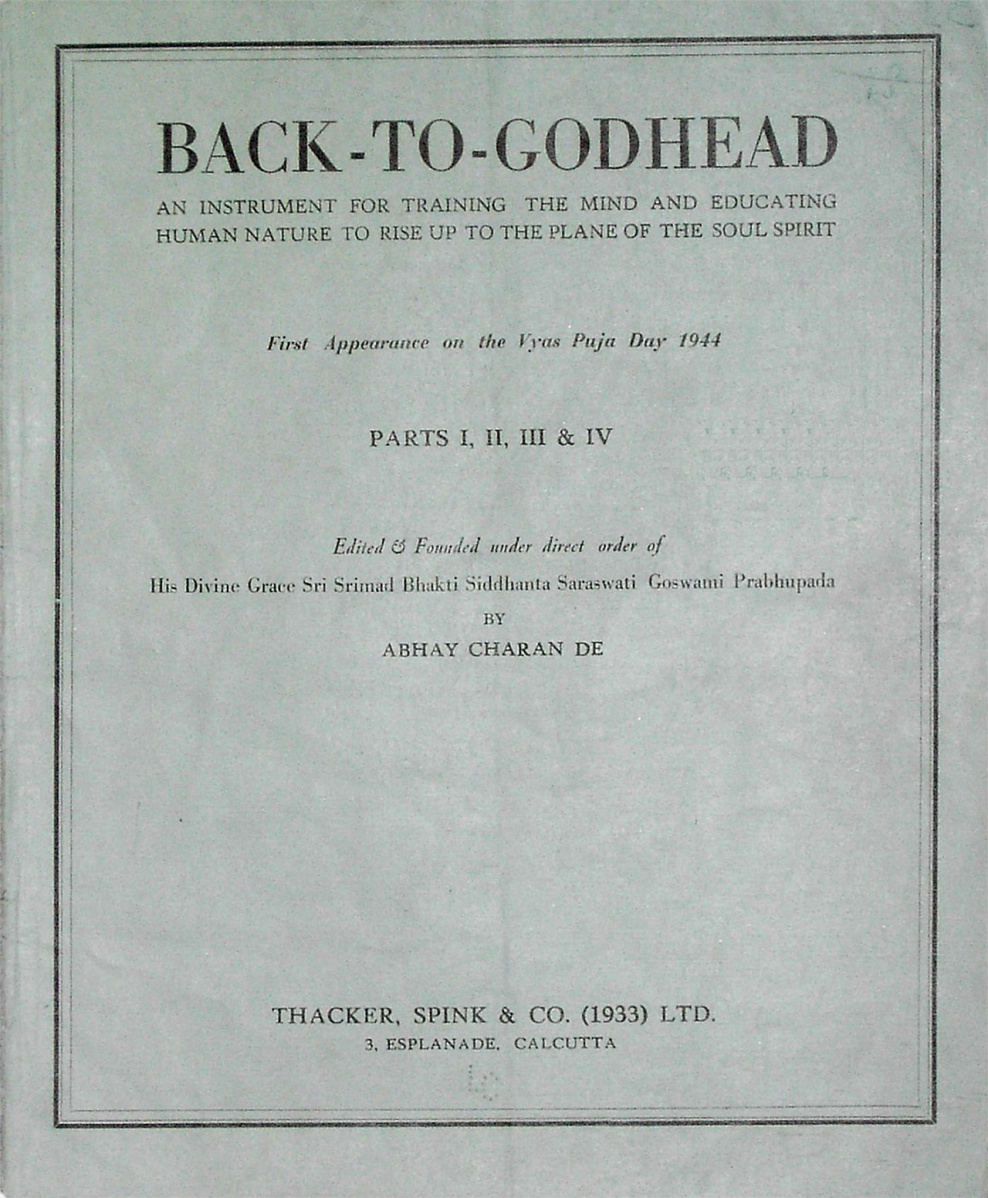 BACK-TO-GODHEAD
AN INSTRUMENT FOR TRAINING THE MIND AND EDUCATING
HUMAN NATURE TO RISE UP TO THE PLANE OF THE SOUL SPIRIT
First Appearance on the Vyas Puja Day 1944
PARTS I, II, III & IV
Edited & Founded under direct order of
His Divine Grace Sri Srimad Bhakti Siddhanta Saraswati Goswami Prabhupada
BY
ABHAY CHARAN DE
THACKER, SPINK & CO. (1933) LTD.
3, ESPLANADE, CALCUTTA